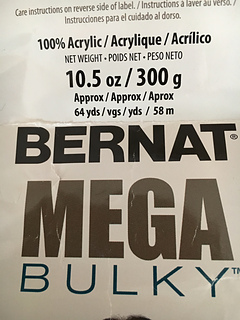 Care instructions on reverse side of label. / Instructions à laver au verso. /
Instrucciones para el cuidado al dorso.
100% Acrylic / Acrylique / Acrílico
NET WEIGHT • POIDS NET • PESO NETO
10.5 oz / 300 g
Approx / Approx / Aprox
64 yds / vgs / yds / 58 m
BERNAT®
MEGA
BULKY™